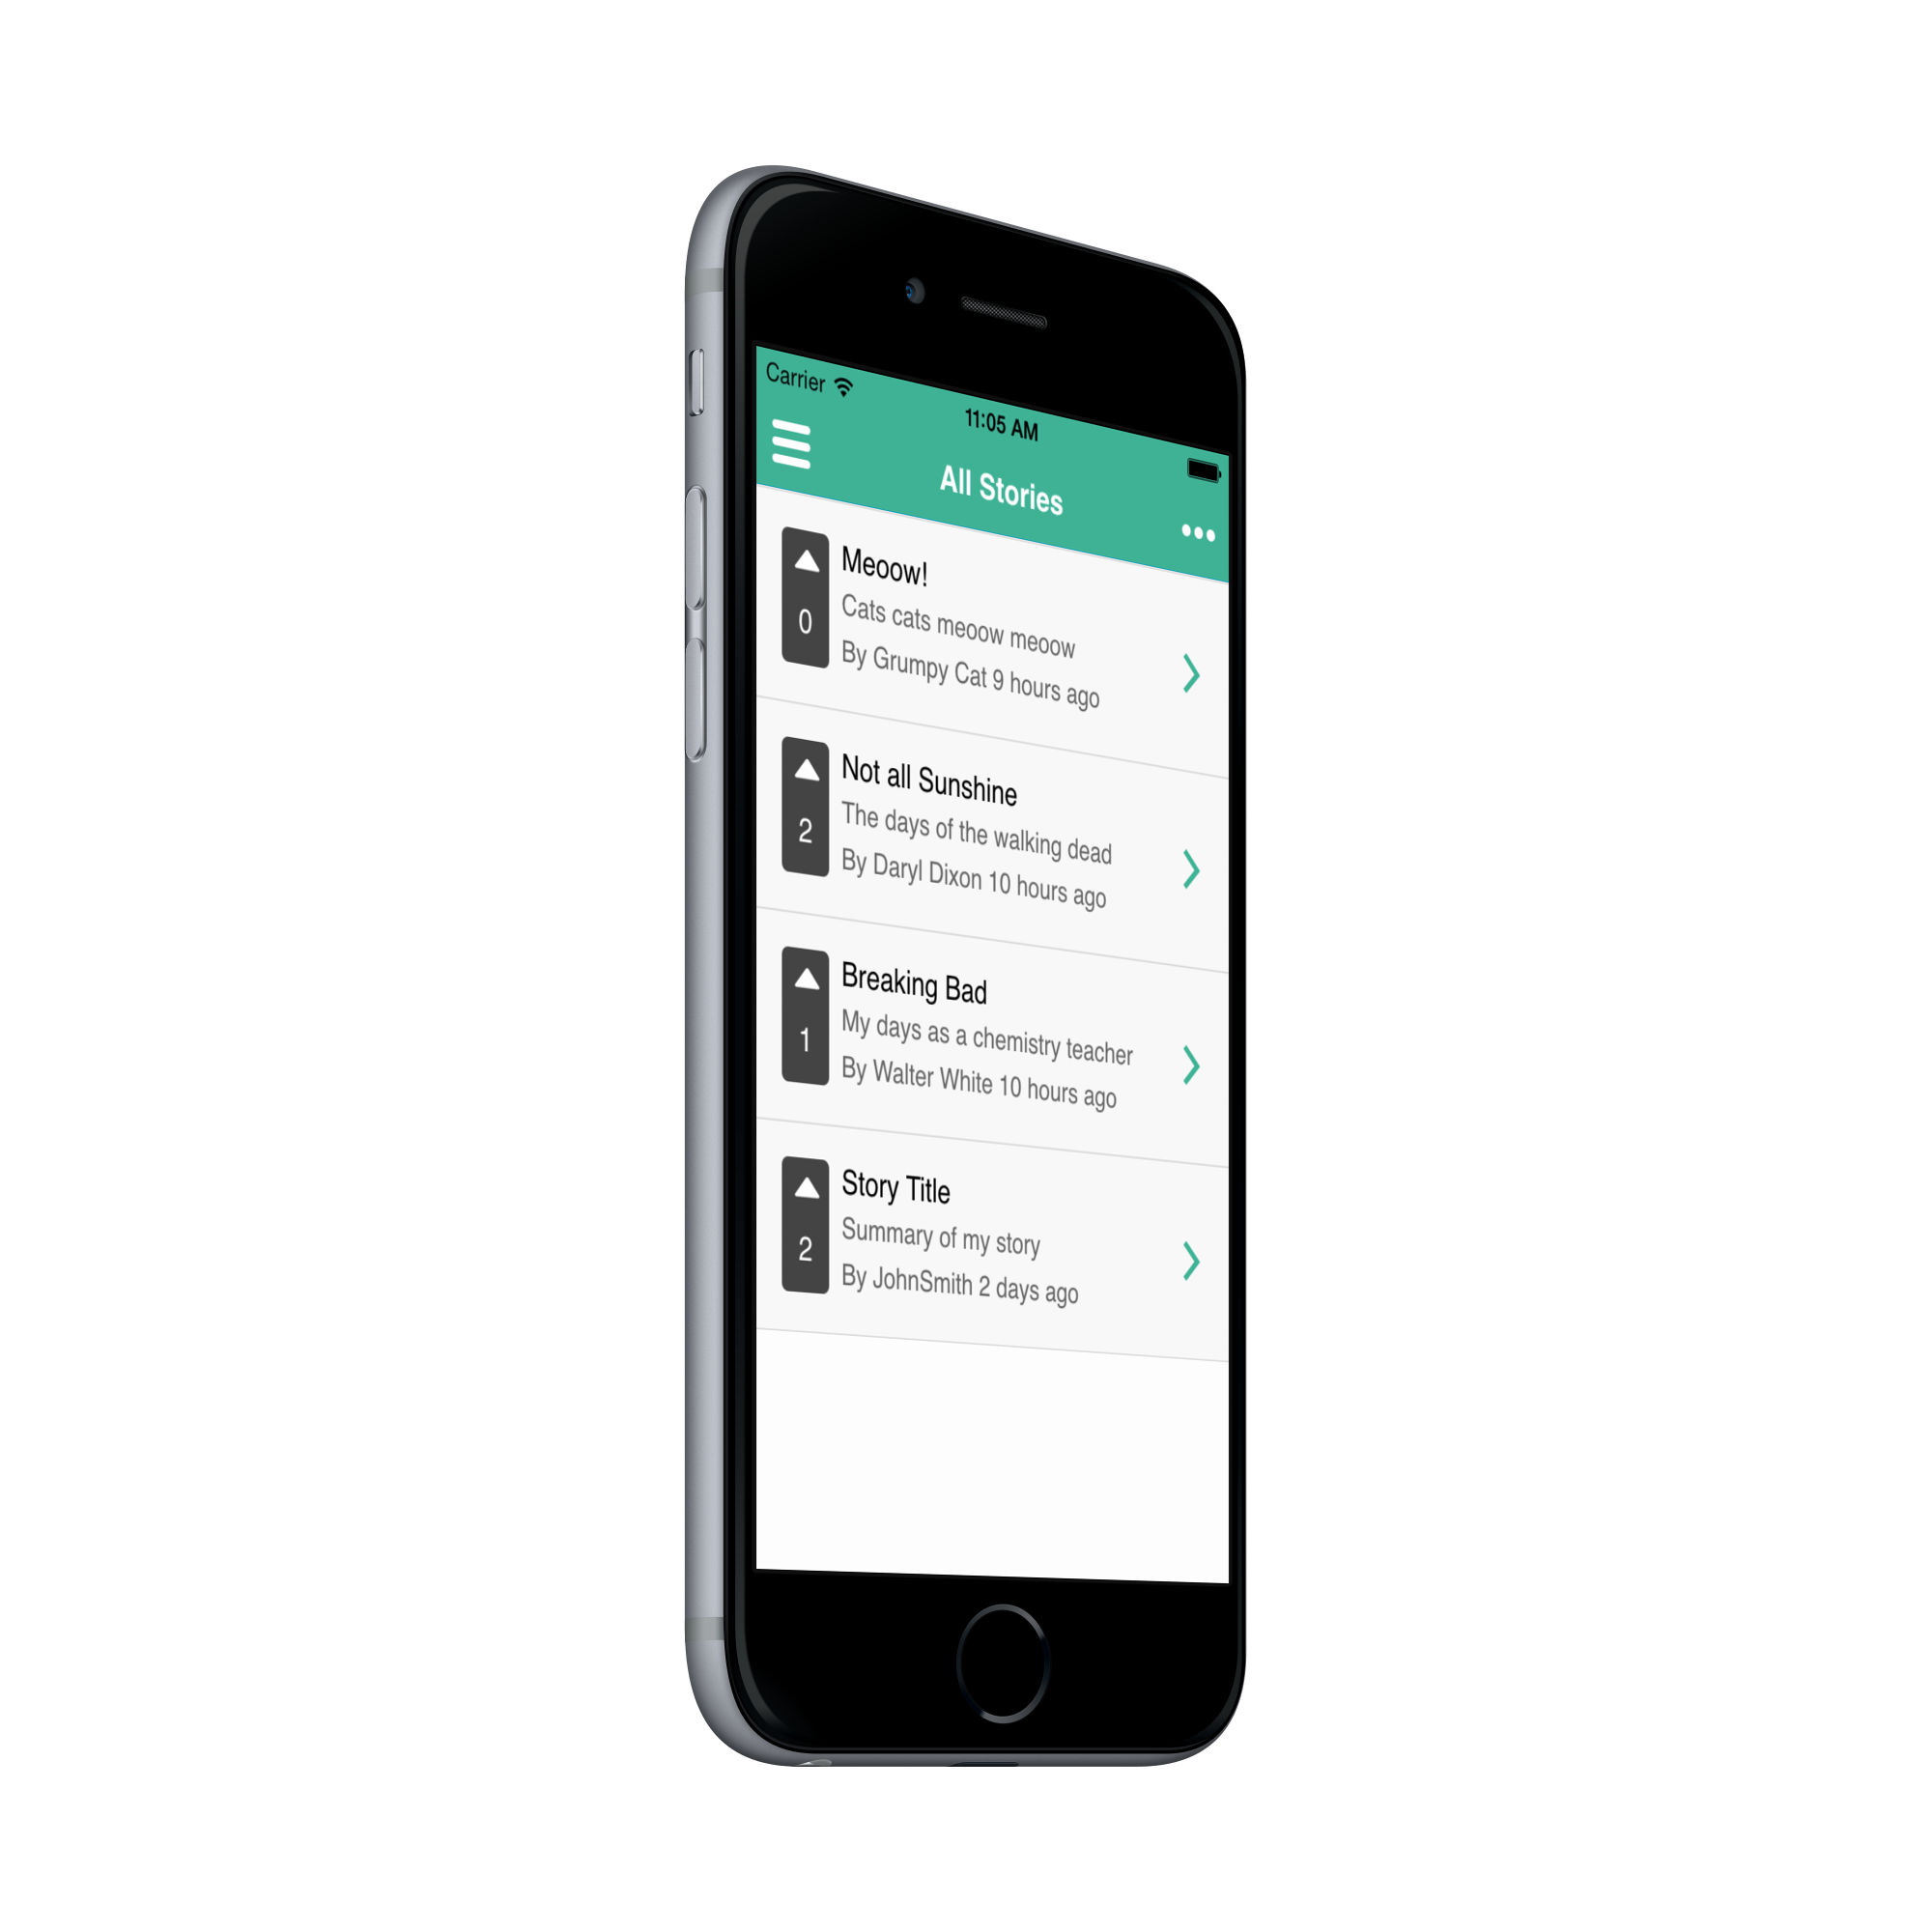 Carrier
11:05 AM
All Stories
Meoow!
Cats cats meoow meoow
0
By Grumpy Cat 9 hours ago
Not all Sunshine
The days of the walking dead
2
By Daryl Dixon 10 hours ago
Breaking Bad
My days as a chemistry teacher
1
By Walter White 10 hours ago
Story Title
Summary of my story
2
By JohnSmith 2 days ago